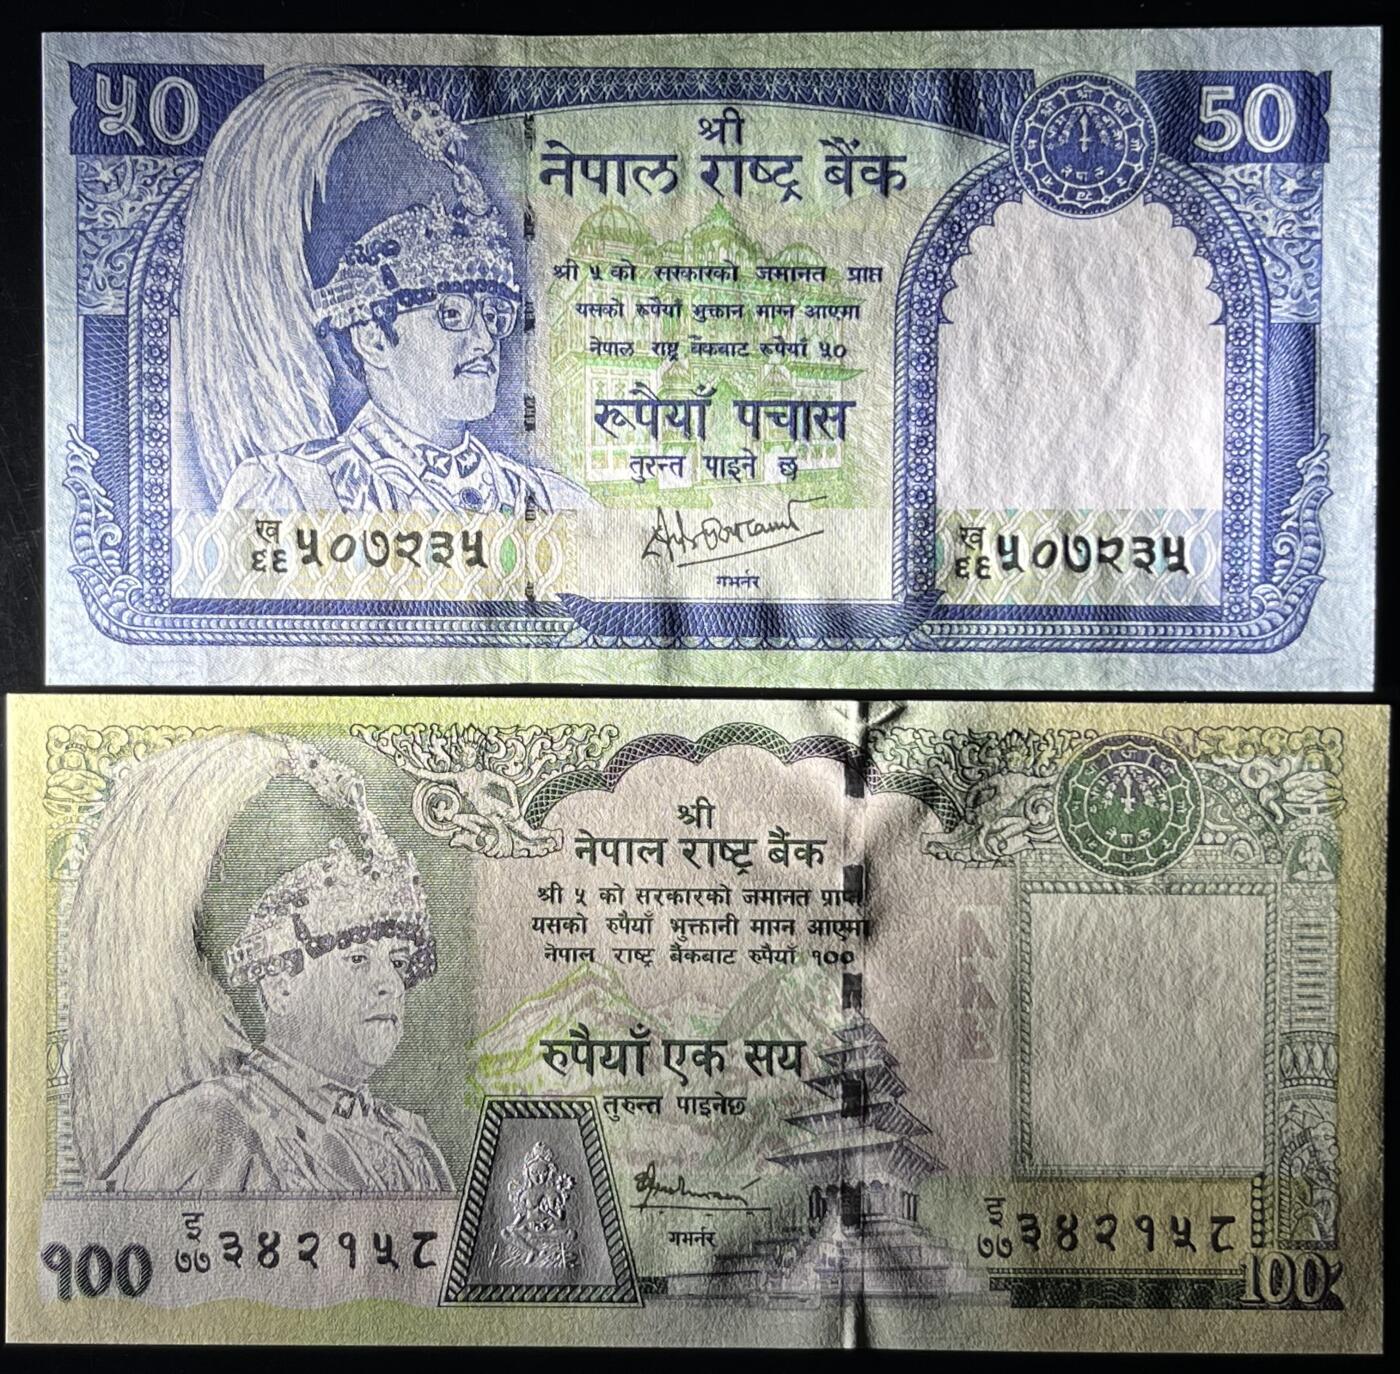 ५०
50
श्री
नेपाल राष्ट्र बैंक
श्री ५ को सरकारको जमानत प्राप्त
यसको रूपैयाँ भुक्तान माग्न आएमा
नेपाल राष्ट्र बैंकबाट रुपैयाँ ५०
रूपैयाँ पचास
तुरन्त पाइने छ
गभर्नर
ख
६६ ५०७२३५
ख
६६ ५०७२३५
श्री
नेपाल राष्ट्र बैंक
श्री ५ को सरकारको जमानत प्राप्त
यसको रुपैयाँ भुक्तानी माग्न आएमा
नेपाल राष्ट्र बैंकबाट रुपैयाँ १००
रुपैयाँ एक सय
तुरुन्त पाइनेछ
गभर्नर
इ
७७ ३४२१५८
इ
७७ ३४२१५८
१००
100